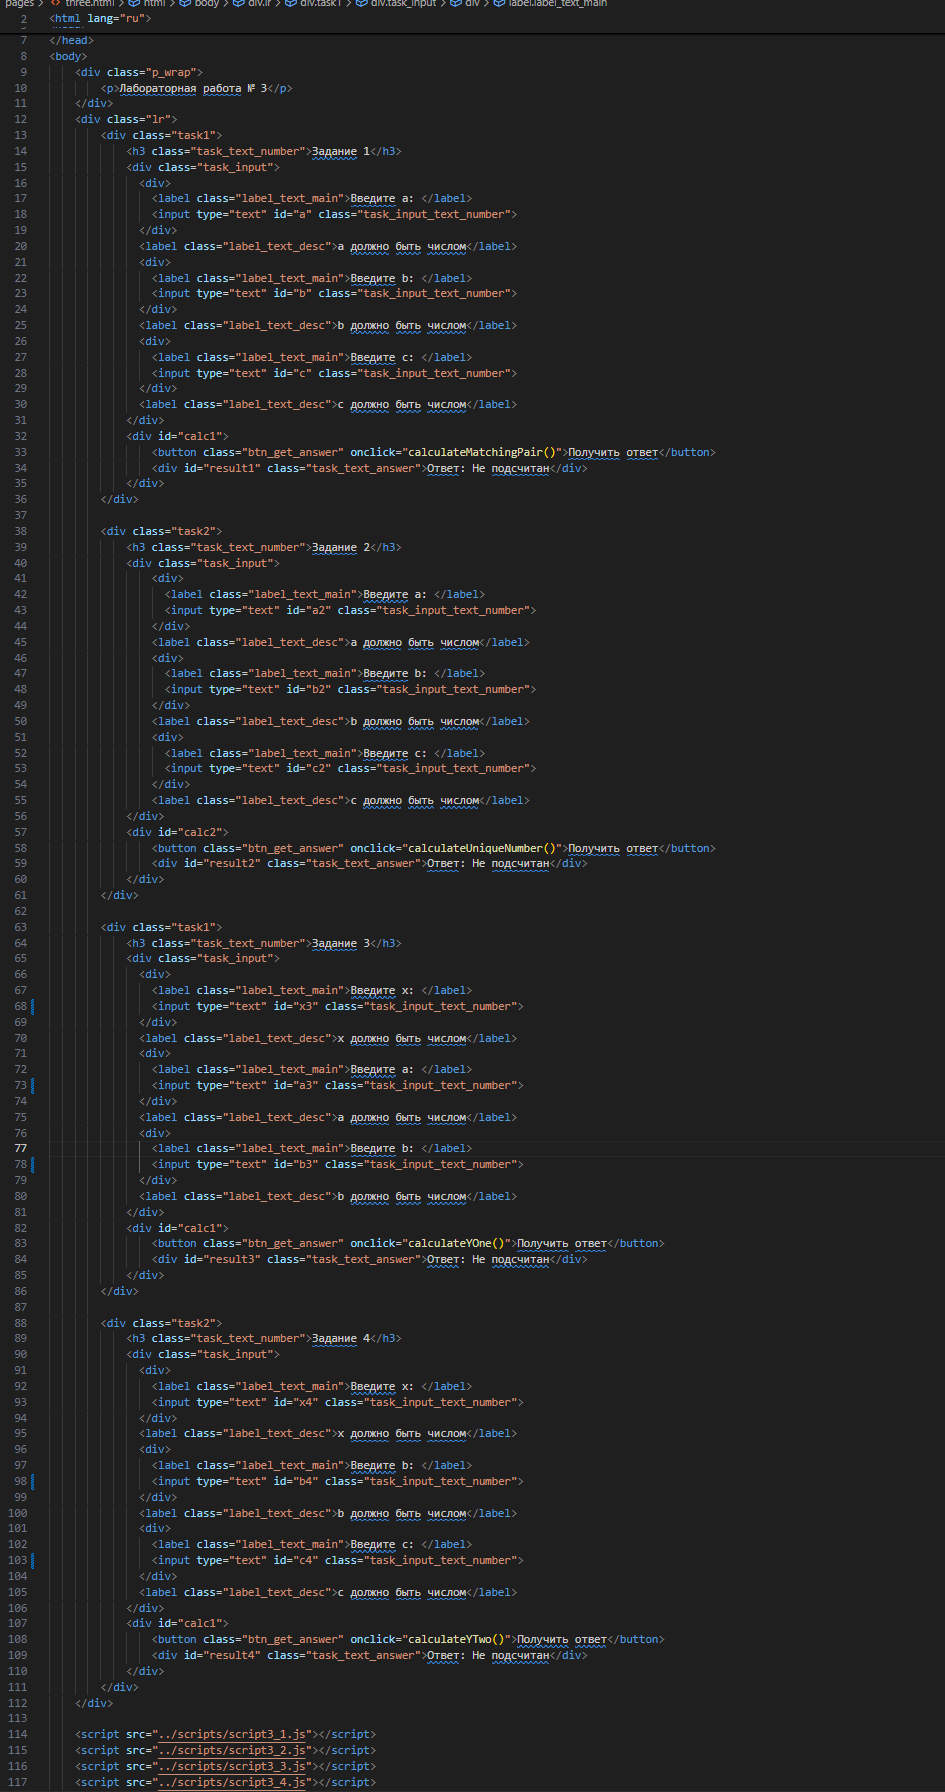 pages > three.html > html > body > div.lr > div.task1 > div.task_input > div > label.label_text_main
2 <html lang="ru">
7 </head>
8 <body>
9 <div class="p_wrap">
10 <p>Лабораторная работа № 3</p>
11 </div>
12 <div class="lr">
13 <div class="task1">
14 <h3 class="task_text_number">Задание 1</h3>
15 <div class="task_input">
16 <div>
17 <label class="label_text_main">Введите a: </label>
18 <input type="text" id="a" class="task_input_text_number">
19 </div>
20 <label class="label_text_desc">a должно быть числом</label>
21 <div>
22 <label class="label_text_main">Введите b: </label>
23 <input type="text" id="b" class="task_input_text_number">
24 </div>
25 <label class="label_text_desc">b должно быть числом</label>
26 <div>
27 <label class="label_text_main">Введите c: </label>
28 <input type="text" id="c" class="task_input_text_number">
29 </div>
30 <label class="label_text_desc">c должно быть числом</label>
31 </div>
32 <div id="calc1">
33 <button class="btn_get_answer" onclick="calculateMatchingPair()">Получить ответ</button>
34 <div id="result1" class="task_text_answer">Ответ: Не подсчитан</div>
35 </div>
36 </div>
37
38 <div class="task2">
39 <h3 class="task_text_number">Задание 2</h3>
40 <div class="task_input">
41 <div>
42 <label class="label_text_main">Введите a: </label>
43 <input type="text" id="a2" class="task_input_text_number">
44 </div>
45 <label class="label_text_desc">a должно быть числом</label>
46 <div>
47 <label class="label_text_main">Введите b: </label>
48 <input type="text" id="b2" class="task_input_text_number">
49 </div>
50 <label class="label_text_desc">b должно быть числом</label>
51 <div>
52 <label class="label_text_main">Введите c: </label>
53 <input type="text" id="c2" class="task_input_text_number">
54 </div>
55 <label class="label_text_desc">c должно быть числом</label>
56 </div>
57 <div id="calc2">
58 <button class="btn_get_answer" onclick="calculateUniqueNumber()">Получить ответ</button>
59 <div id="result2" class="task_text_answer">Ответ: Не подсчитан</div>
60 </div>
61 </div>
62
63 <div class="task1">
64 <h3 class="task_text_number">Задание 3</h3>
65 <div class="task_input">
66 <div>
67 <label class="label_text_main">Введите x: </label>
68 <input type="text" id="x3" class="task_input_text_number">
69 </div>
70 <label class="label_text_desc">x должно быть числом</label>
71 <div>
72 <label class="label_text_main">Введите a: </label>
73 <input type="text" id="a3" class="task_input_text_number">
74 </div>
75 <label class="label_text_desc">a должно быть числом</label>
76 <div>
77 <label class="label_text_main">Введите b: </label>
78 <input type="text" id="b3" class="task_input_text_number">
79 </div>
80 <label class="label_text_desc">b должно быть числом</label>
81 </div>
82 <div id="calc1">
83 <button class="btn_get_answer" onclick="calculateYOne()">Получить ответ</button>
84 <div id="result3" class="task_text_answer">Ответ: Не подсчитан</div>
85 </div>
86 </div>
87
88 <div class="task2">
89 <h3 class="task_text_number">Задание 4</h3>
90 <div class="task_input">
91 <div>
92 <label class="label_text_main">Введите x: </label>
93 <input type="text" id="x4" class="task_input_text_number">
94 </div>
95 <label class="label_text_desc">x должно быть числом</label>
96 <div>
97 <label class="label_text_main">Введите b: </label>
98 <input type="text" id="b4" class="task_input_text_number">
99 </div>
100 <label class="label_text_desc">b должно быть числом</label>
101 <div>
102 <label class="label_text_main">Введите c: </label>
103 <input type="text" id="c4" class="task_input_text_number">
104 </div>
105 <label class="label_text_desc">c должно быть числом</label>
106 </div>
107 <div id="calc1">
108 <button class="btn_get_answer" onclick="calculateYTwo()">Получить ответ</button>
109 <div id="result4" class="task_text_answer">Ответ: Не подсчитан</div>
110 </div>
111 </div>
112 </div>
113
114 <script src="../scripts/script3_1.js"></script>
115 <script src="../scripts/script3_2.js"></script>
116 <script src="../scripts/script3_3.js"></script>
117 <script src="../scripts/script3_4.js"></script>